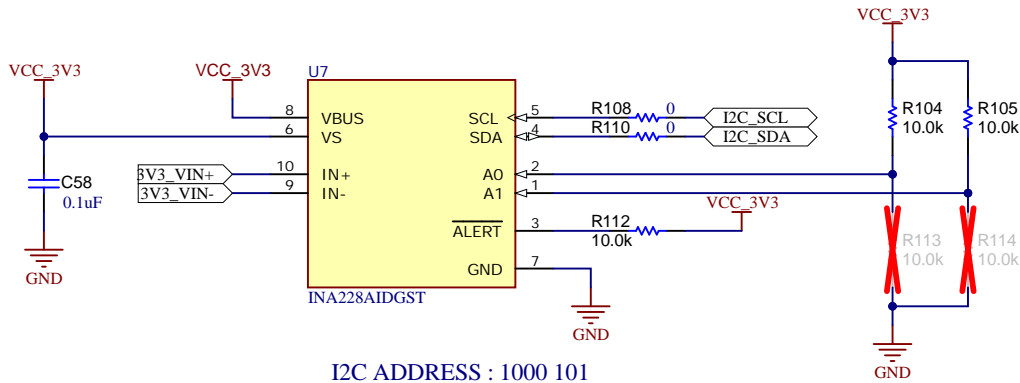 VCC_3V3
VCC_3V3
VCC_3V3
U7
8
VBUS
SCL
5
R108
0
I2C_SCL
R104
10.0k
R105
10.0k
6
VS
SDA
4
R110
0
I2C_SDA
3V3_VIN+
10
IN+
A0
2
C58
0.1uF
3V3_VIN-
9
IN-
A1
1
VCC_3V3
ALERT
3
R112
10.0k
R113
10.0k
R114
10.0k
GND
GND
7
INA228AIDGST
GND
GND
I2C ADDRESS : 1000 101